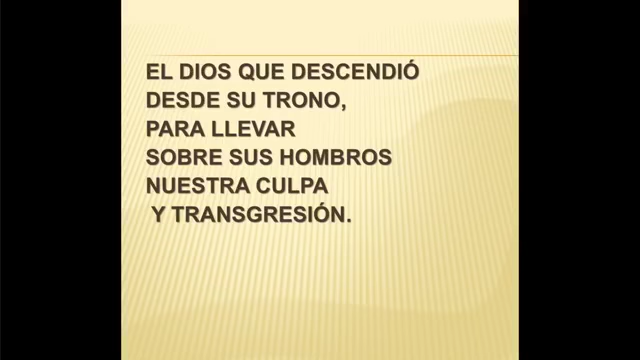 EL DIOS QUE DESCENDIÓ
DESDE SU TRONO,
PARA LLEVAR
SOBRE SUS HOMBROS
NUESTRA CULPA
Y TRANSGRESIÓN.